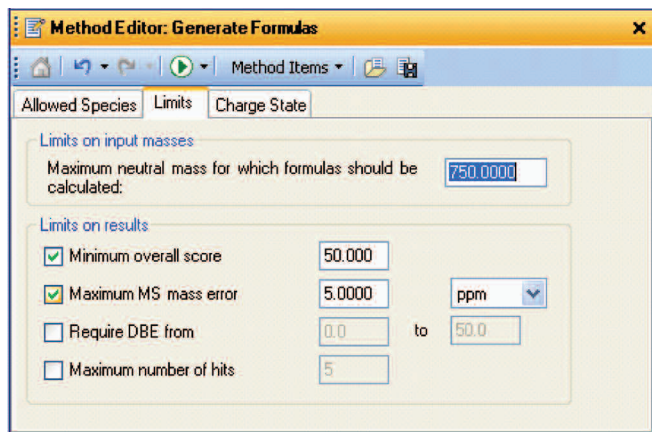 Method Editor: Generate Formulas
Method Items
Allowed Species Limits Charge State
Limits on input masses
Maximum neutral mass for which formulas should be
calculated:
750.0000
Limits on results
Minimum overall score 50.000
Maximum MS mass error 5.0000 ppm
Require DBE from 0.0 to 50.0
Maximum number of hits 5